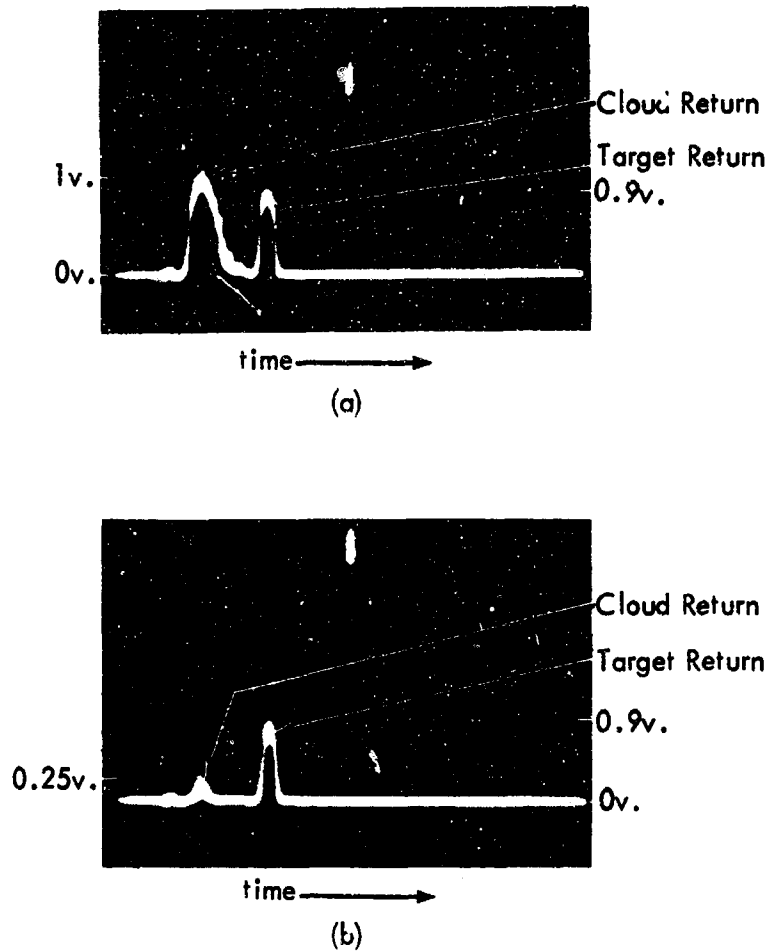 Cloud Return
Target Return
1v.
0.9v.
0v.
time
(a)
Cloud Return
Target Return
0.9v.
0.25v.
0v.
time
(b)